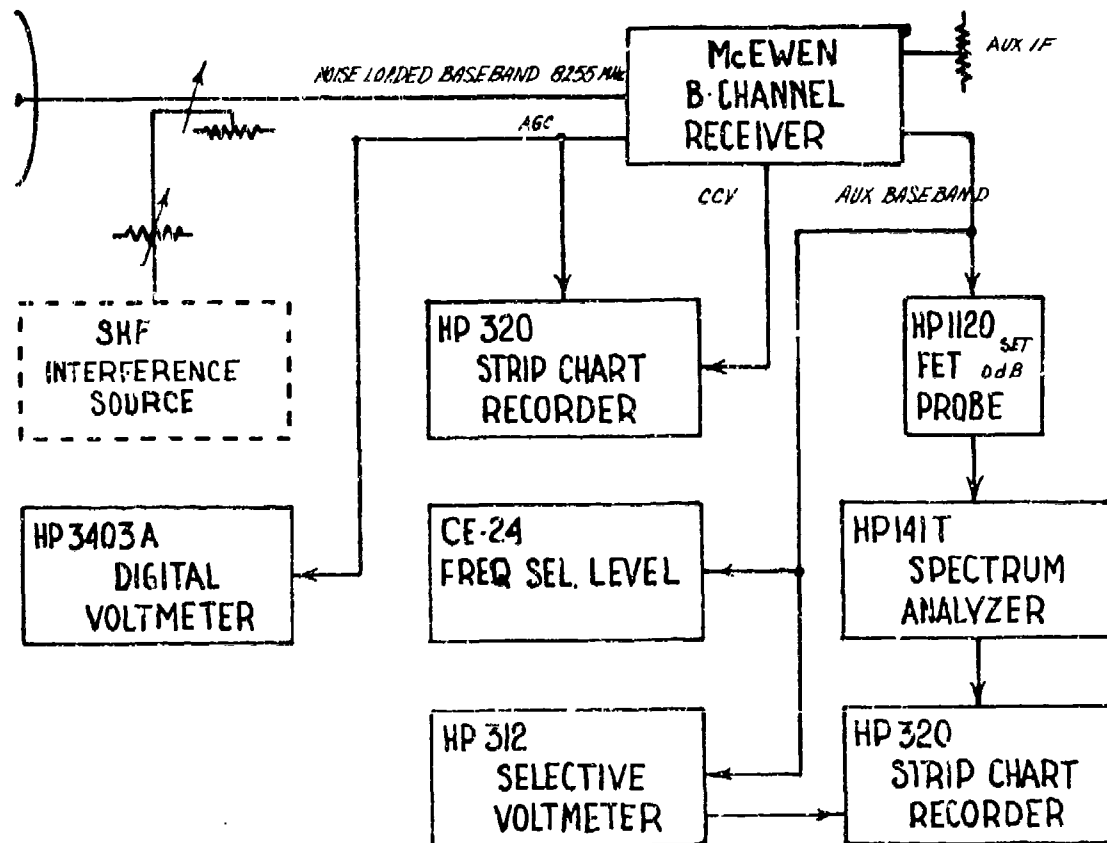 McEWEN
B-CHANNEL
RECEIVER
AUX IF
NOISE LOADED BASEBAND 8255 MHz
AGC
CCV
AUX BASEBAND
SHF
INTERFERENCE
SOURCE
HP 320
STRIP CHART
RECORDER
HP1120 SET
FET 0dB
PROBE
HP 3403A
DIGITAL
VOLTMETER
CE-24
FREQ SEL. LEVEL
HP141T
SPECTRUM
ANALYZER
HP 312
SELECTIVE
VOLTMETER
HP 320
STRIP CHART
RECORDER